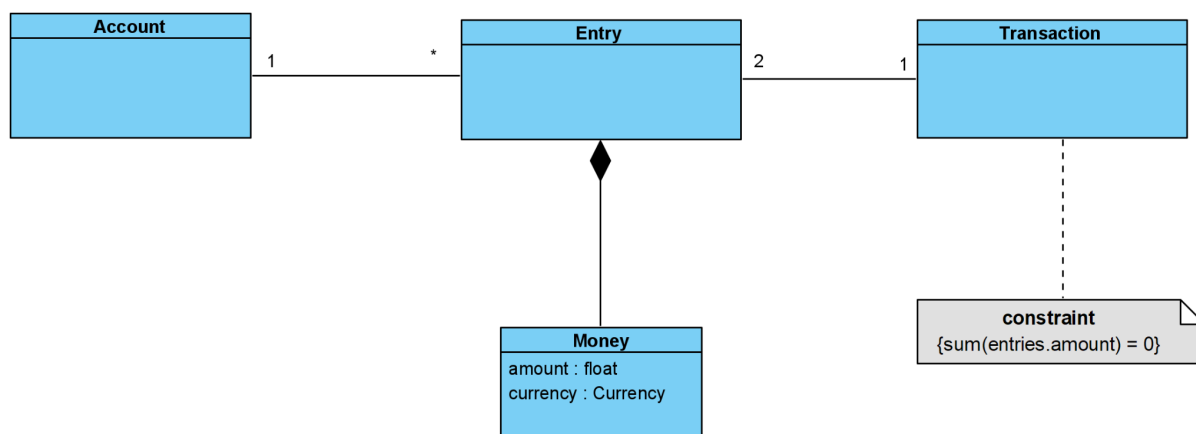 Account
Entry
Transaction
1
*
2
1
Money
amount : float
currency : Currency
constraint
{sum(entries.amount) = 0}